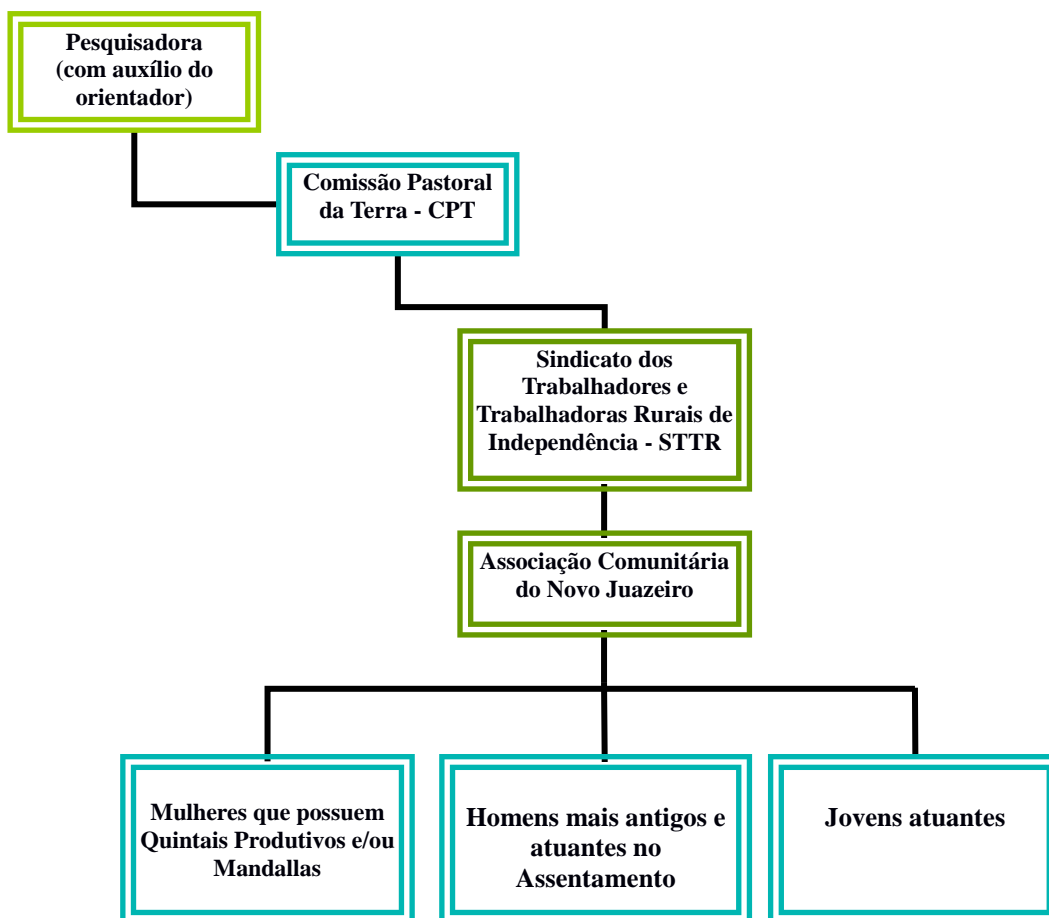 Pesquisadora
(com auxílio do
orientador)
Comissão Pastoral
da Terra - CPT
Sindicato dos
Trabalhadores e
Trabalhadoras Rurais de
Independência - STTR
Associação Comunitária
do Novo Juazeiro
Mulheres que possuem
Quintais Produtivos e/ou
Mandallas
Homens mais antigos e
atuantes no
Assentamento
Jovens atuantes